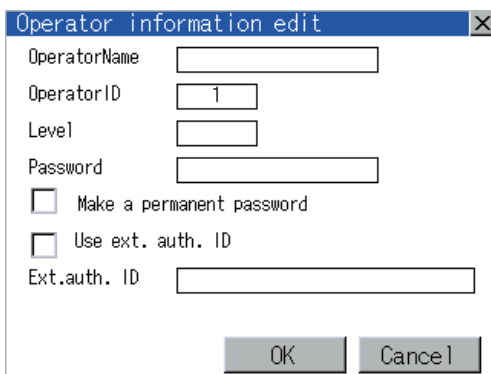 Operator information edit
OperatorName
OperatorID 1
Level
Password
Make a permanent password
Use ext. auth. ID
Ext.auth. ID
OK Cancel